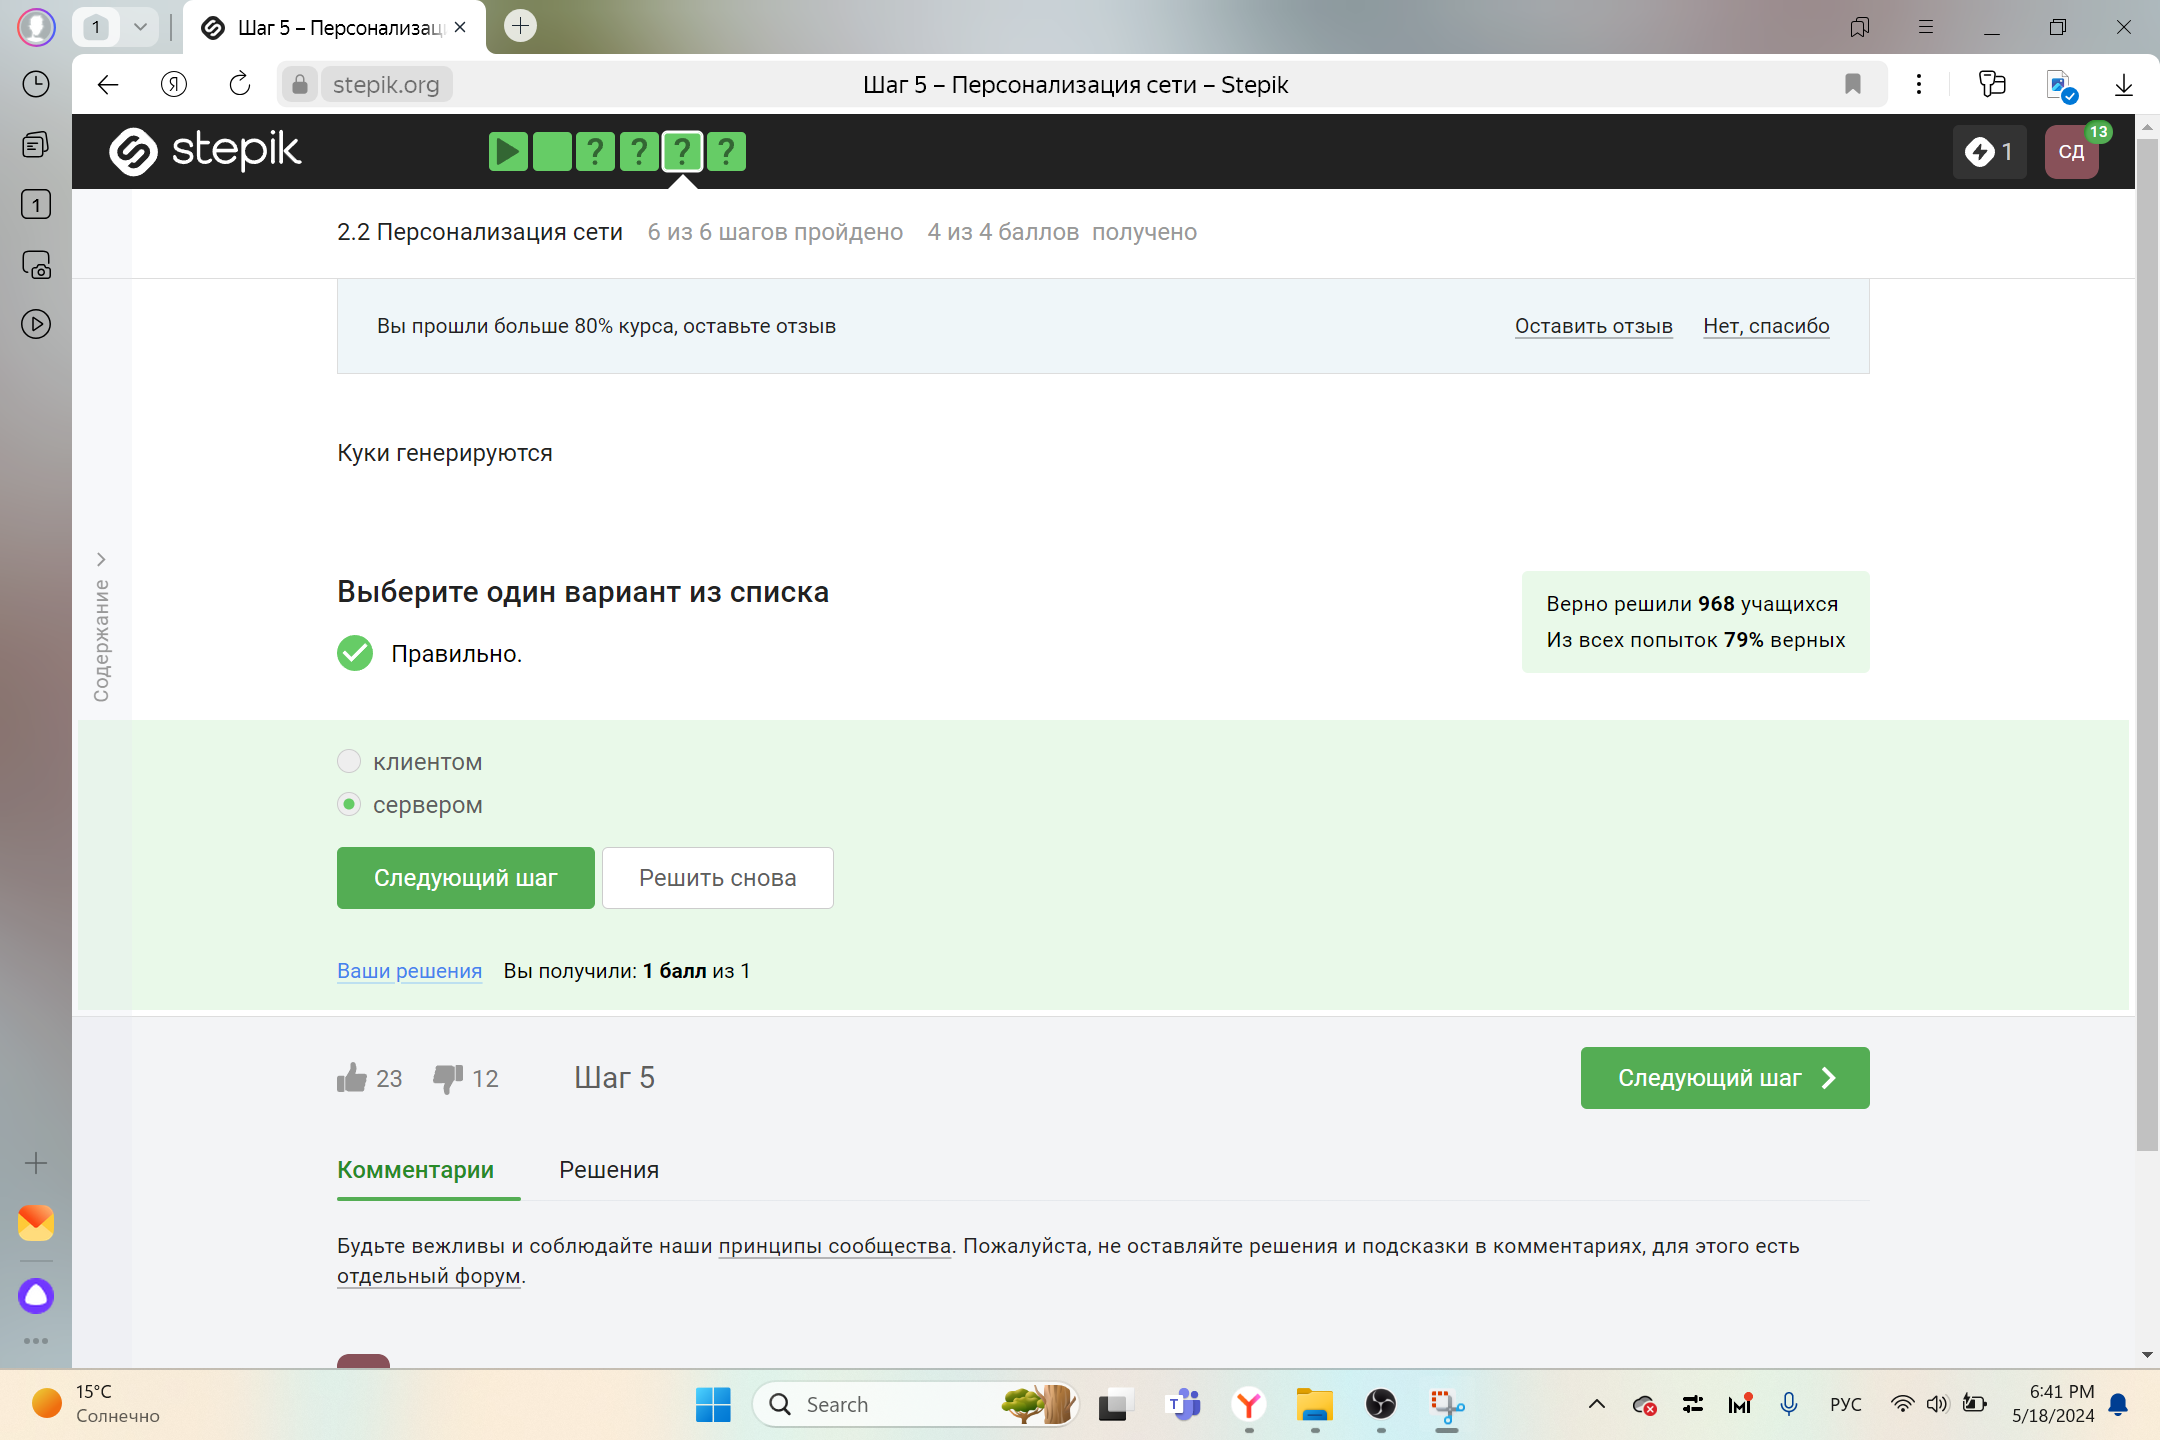 1
Шаг 5 – Персонализаци
stepik.org
Шаг 5 – Персонализация сети – Stepik
1
stepik
? ? ? ?
1
СД
13
2.2 Персонализация сети 6 из 6 шагов пройдено 4 из 4 баллов получено
Вы прошли больше 80% курса, оставьте отзыв
Оставить отзыв Нет, спасибо
Куки генерируются
Содержание
Выберите один вариант из списка
Правильно.
Верно решили 968 учащихся
Из всех попыток 79% верных
клиентом
сервером
Следующий шаг Решить снова
Ваши решения Вы получили: 1 балл из 1
23 12 Шаг 5
Следующий шаг
Комментарии Решения
Будьте вежливы и соблюдайте наши принципы сообщества. Пожалуйста, не оставляйте решения и подсказки в комментариях, для этого есть
отдельный форум.
15°C
Солнечно
Search
РУС
6:41 PM
5/18/2024